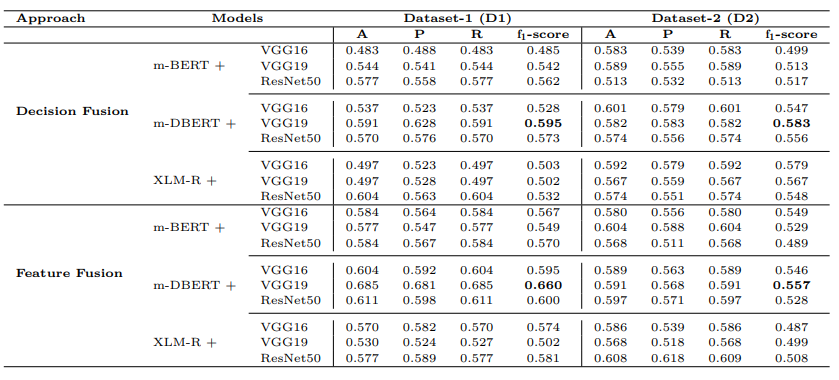 Approach Models Dataset-1 (D1) Dataset-2 (D2)
A P R f1-score A P R f1-score
VGG16 0.483 0.488 0.483 0.485 0.583 0.539 0.583 0.499
m-BERT + VGG19 0.544 0.541 0.544 0.542 0.589 0.555 0.589 0.513
ResNet50 0.577 0.558 0.577 0.562 0.513 0.532 0.513 0.517
VGG16 0.537 0.523 0.537 0.528 0.601 0.579 0.601 0.547
Decision Fusion m-DBERT + VGG19 0.591 0.628 0.591 0.595 0.582 0.583 0.582 0.583
ResNet50 0.570 0.576 0.570 0.573 0.574 0.556 0.574 0.556
VGG16 0.497 0.523 0.497 0.503 0.592 0.579 0.592 0.579
XLM-R + VGG19 0.497 0.528 0.497 0.502 0.567 0.559 0.567 0.567
ResNet50 0.604 0.563 0.604 0.532 0.574 0.551 0.574 0.548
VGG16 0.584 0.564 0.584 0.567 0.580 0.556 0.580 0.549
m-BERT + VGG19 0.577 0.547 0.577 0.549 0.604 0.588 0.604 0.529
ResNet50 0.584 0.567 0.584 0.570 0.568 0.511 0.568 0.489
VGG16 0.604 0.592 0.604 0.595 0.589 0.563 0.589 0.546
Feature Fusion m-DBERT + VGG19 0.685 0.681 0.685 0.660 0.591 0.568 0.591 0.557
ResNet50 0.611 0.598 0.611 0.600 0.597 0.571 0.597 0.528
VGG16 0.570 0.582 0.570 0.574 0.586 0.539 0.586 0.487
XLM-R + VGG19 0.530 0.524 0.527 0.502 0.568 0.518 0.568 0.499
ResNet50 0.577 0.589 0.577 0.581 0.608 0.618 0.609 0.508